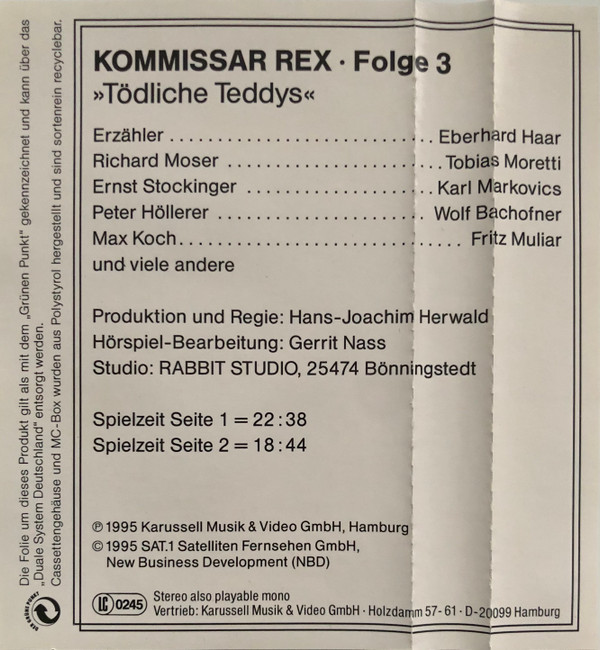 KOMMISSAR REX · Folge 3
»Tödliche Teddys«
Erzähler . . . . . . . . . . . . . . . . . . . . . . . . . . . . Eberhard Haar
Richard Moser . . . . . . . . . . . . . . . . . . . . . . . Tobias Moretti
Ernst Stockinger . . . . . . . . . . . . . . . . . . . . Karl Markovics
Peter Höllerer . . . . . . . . . . . . . . . . . . . . . . Wolf Bachofner
Max Koch. . . . . . . . . . . . . . . . . . . . . . . . . . . . . Fritz Muliar
und viele andere
Produktion und Regie: Hans-Joachim Herwald
Hörspiel-Bearbeitung: Gerrit Nass
Studio: RABBIT STUDIO, 25474 Bönningstedt
Spielzeit Seite 1 = 22:38
Spielzeit Seite 2 = 18:44
℗ 1995 Karussell Musik & Video GmbH, Hamburg
© 1995 SAT.1 Satelliten Fernsehen GmbH,
New Business Development (NBD)
LC 0245
Stereo also playable mono
Vertrieb: Karussell Musik & Video GmbH · Holzdamm 57-61 · D-20099 Hamburg
Die Folie um dieses Produkt gilt als mit dem „Grünen Punkt" gekennzeichnet und kann über das
„Duale System Deutschland" entsorgt werden.
Cassettengehäuse und MC-Box wurden aus Polystyrol hergestellt und sind sortenrein recyclebar.
DER GRÜNE PUNKT